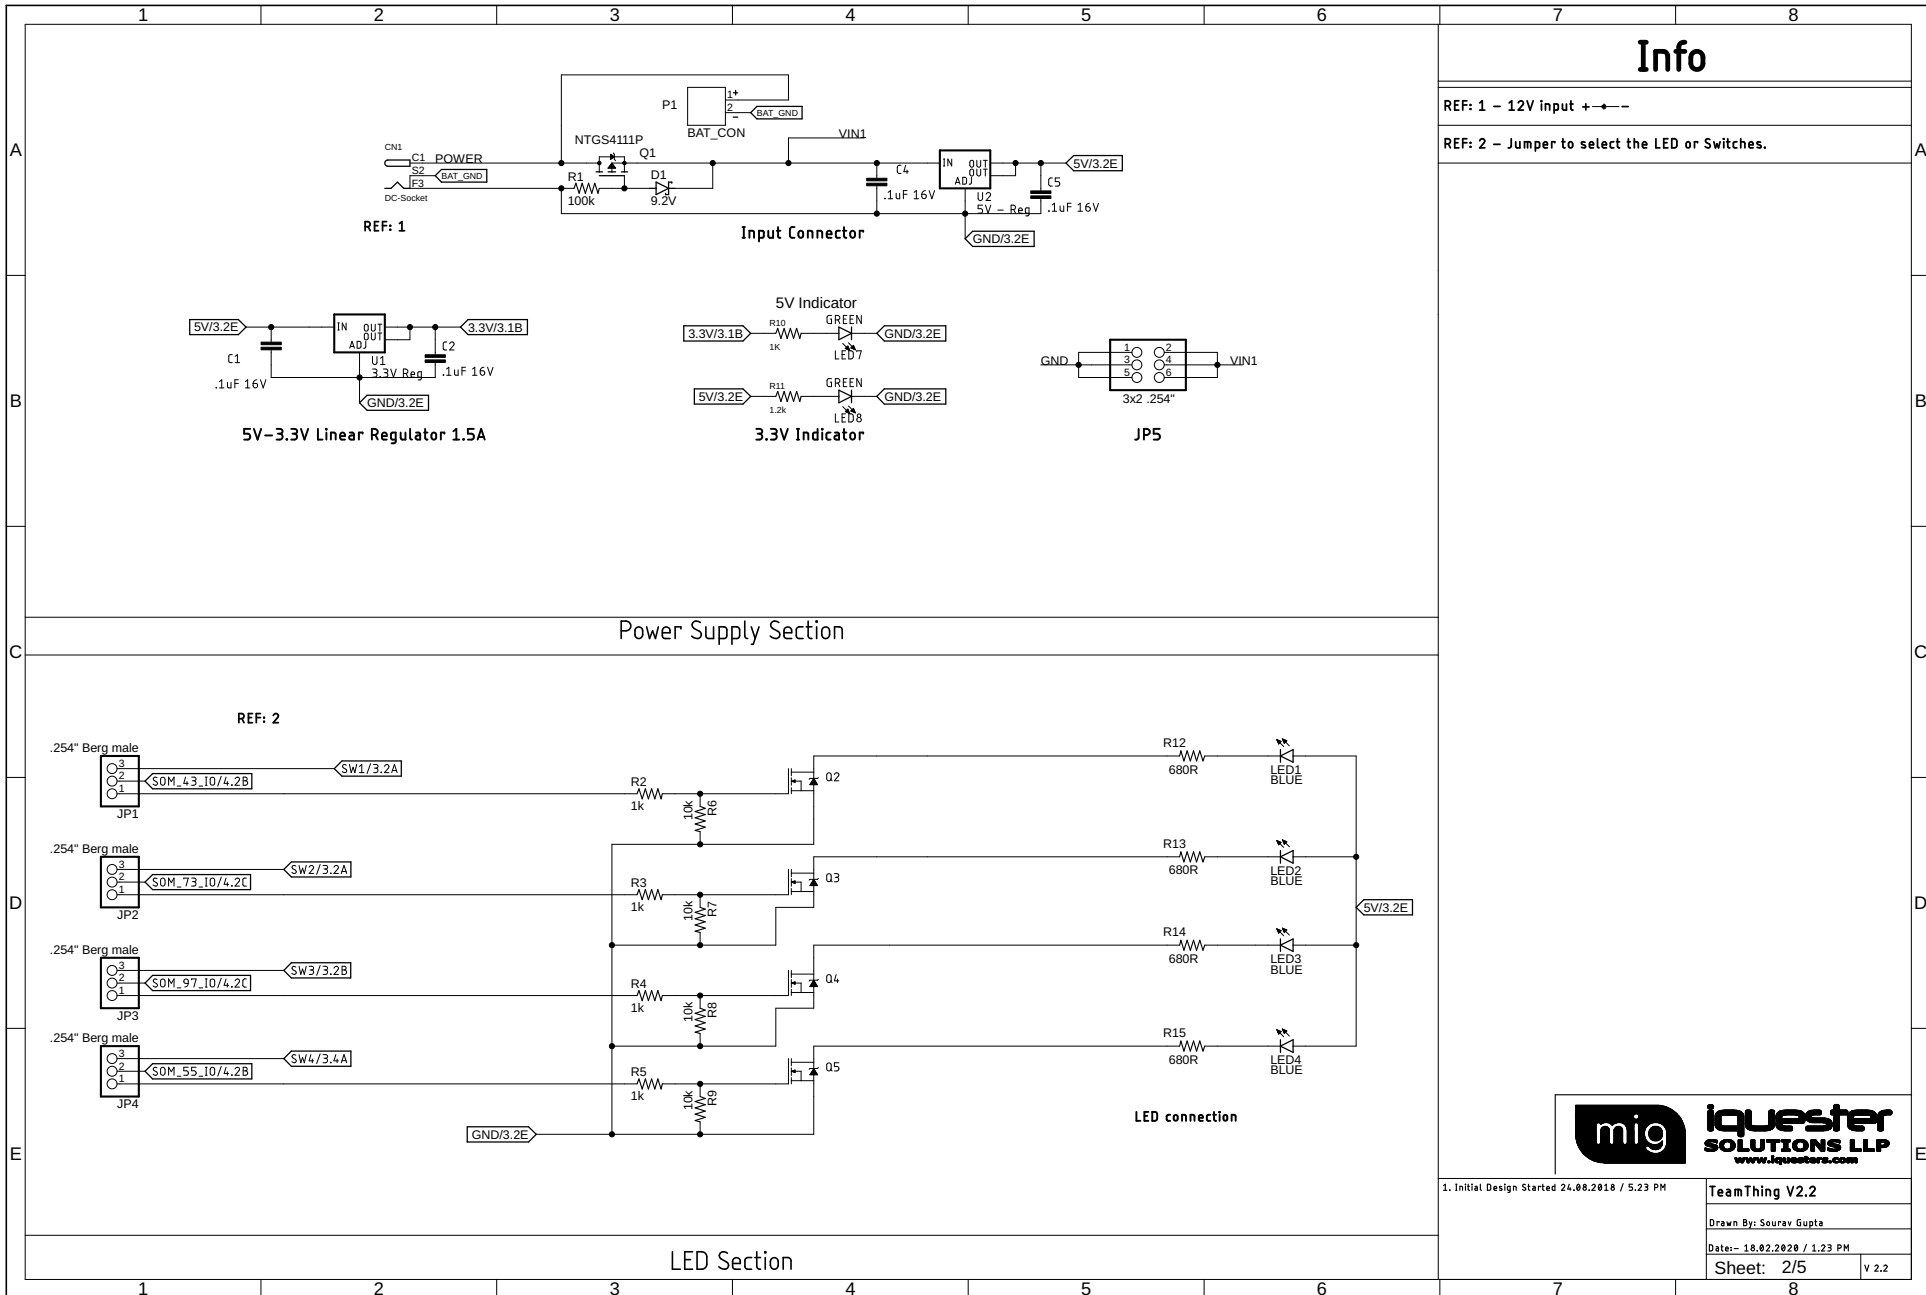 1 2 3 4 5 6 7 8
Info
REF: 1 - 12V input + -
REF: 2 - Jumper to select the LED or Switches.
A
A
P1
1+
2
-
BAT_GND
BAT_CON
NTGS4111P
Q1
VIN1
CN1
C1 POWER
S2 BAT_GND
F3
DC-Socket
R1
100k
D1
9.2V
C4
.1uF 16V
IN OUT
OUT
ADJ
U2
5V - Reg
5V/3.2E
C5
.1uF 16V
GND/3.2E
REF: 1
Input Connector
5V/3.2E
C1
.1uF 16V
IN OUT
OUT
ADJ
U1
3.3V Reg
3.3V/3.1B
C2
.1uF 16V
GND/3.2E
5V-3.3V Linear Regulator 1.5A
5V Indicator
3.3V/3.1B
R10
1K
GREEN
LED7
GND/3.2E
5V/3.2E
R11
1.2k
GREEN
LED8
GND/3.2E
3.3V Indicator
GND
1 2
3 4
5 6
VIN1
3x2 .254"
JP5
B
B
Power Supply Section
C
C
REF: 2
.254" Berg male
3
2
1
SW1/3.2A
SOM_43_IO/4.2B
JP1
R2
1k
10k
R6
Q2
R12
680R
LED1
BLUE
.254" Berg male
3
2
1
SW2/3.2A
SOM_73_IO/4.2C
JP2
R3
1k
10k
R7
Q3
R13
680R
LED2
BLUE
D
D
5V/3.2E
.254" Berg male
3
2
1
SW3/3.2B
SOM_97_IO/4.2C
JP3
R4
1k
10k
R8
Q4
R14
680R
LED3
BLUE
.254" Berg male
3
2
1
SW4/3.4A
SOM_55_IO/4.2B
JP4
R5
1k
10k
R9
Q5
R15
680R
LED4
BLUE
GND/3.2E
LED connection
E
E
mig
iquester
SOLUTIONS LLP
www.iquesters.com
1. Initial Design Started 24.08.2018 / 5.23 PM
TeamThing V2.2
Drawn By: Sourav Gupta
Date:- 18.02.2020 / 1.23 PM
Sheet: 2/5
V 2.2
LED Section
1 2 3 4 5 6 7 8